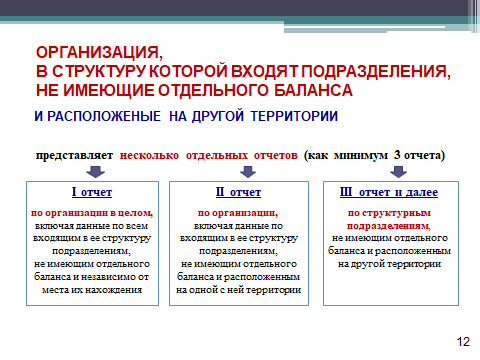 ОРГАНИЗАЦИЯ,
В СТРУКТУРУ КОТОРОЙ ВХОДЯТ ПОДРАЗДЕЛЕНИЯ,
НЕ ИМЕЮЩИЕ ОТДЕЛЬНОГО БАЛАНСА
И РАСПОЛОЖЕНЫЕ НА ДРУГОЙ ТЕРРИТОРИИ
представляет несколько отдельных отчетов (как минимум 3 отчета)
I отчет
по организации в целом,
включая данные по всем
входящим в ее структуру
подразделениям,
не имеющим отдельного
баланса и независимо от
места их нахождения
II отчет
по организации,
включая данные по
входящим в ее структуру
подразделениям,
не имеющим отдельного
баланса и расположенным
на одной с ней территории
III отчет и далее
по структурным
подразделениям,
не имеющим отдельного
баланса и расположенным
на другой территории
12